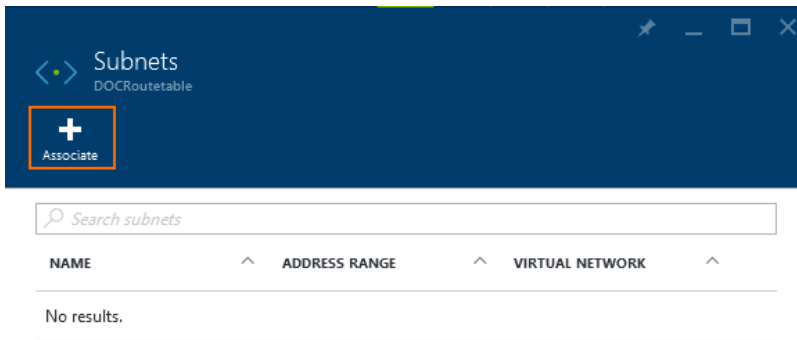 Subnets
DOCRoutetable
Associate
Search subnets
NAME ADDRESS RANGE VIRTUAL NETWORK
No results.